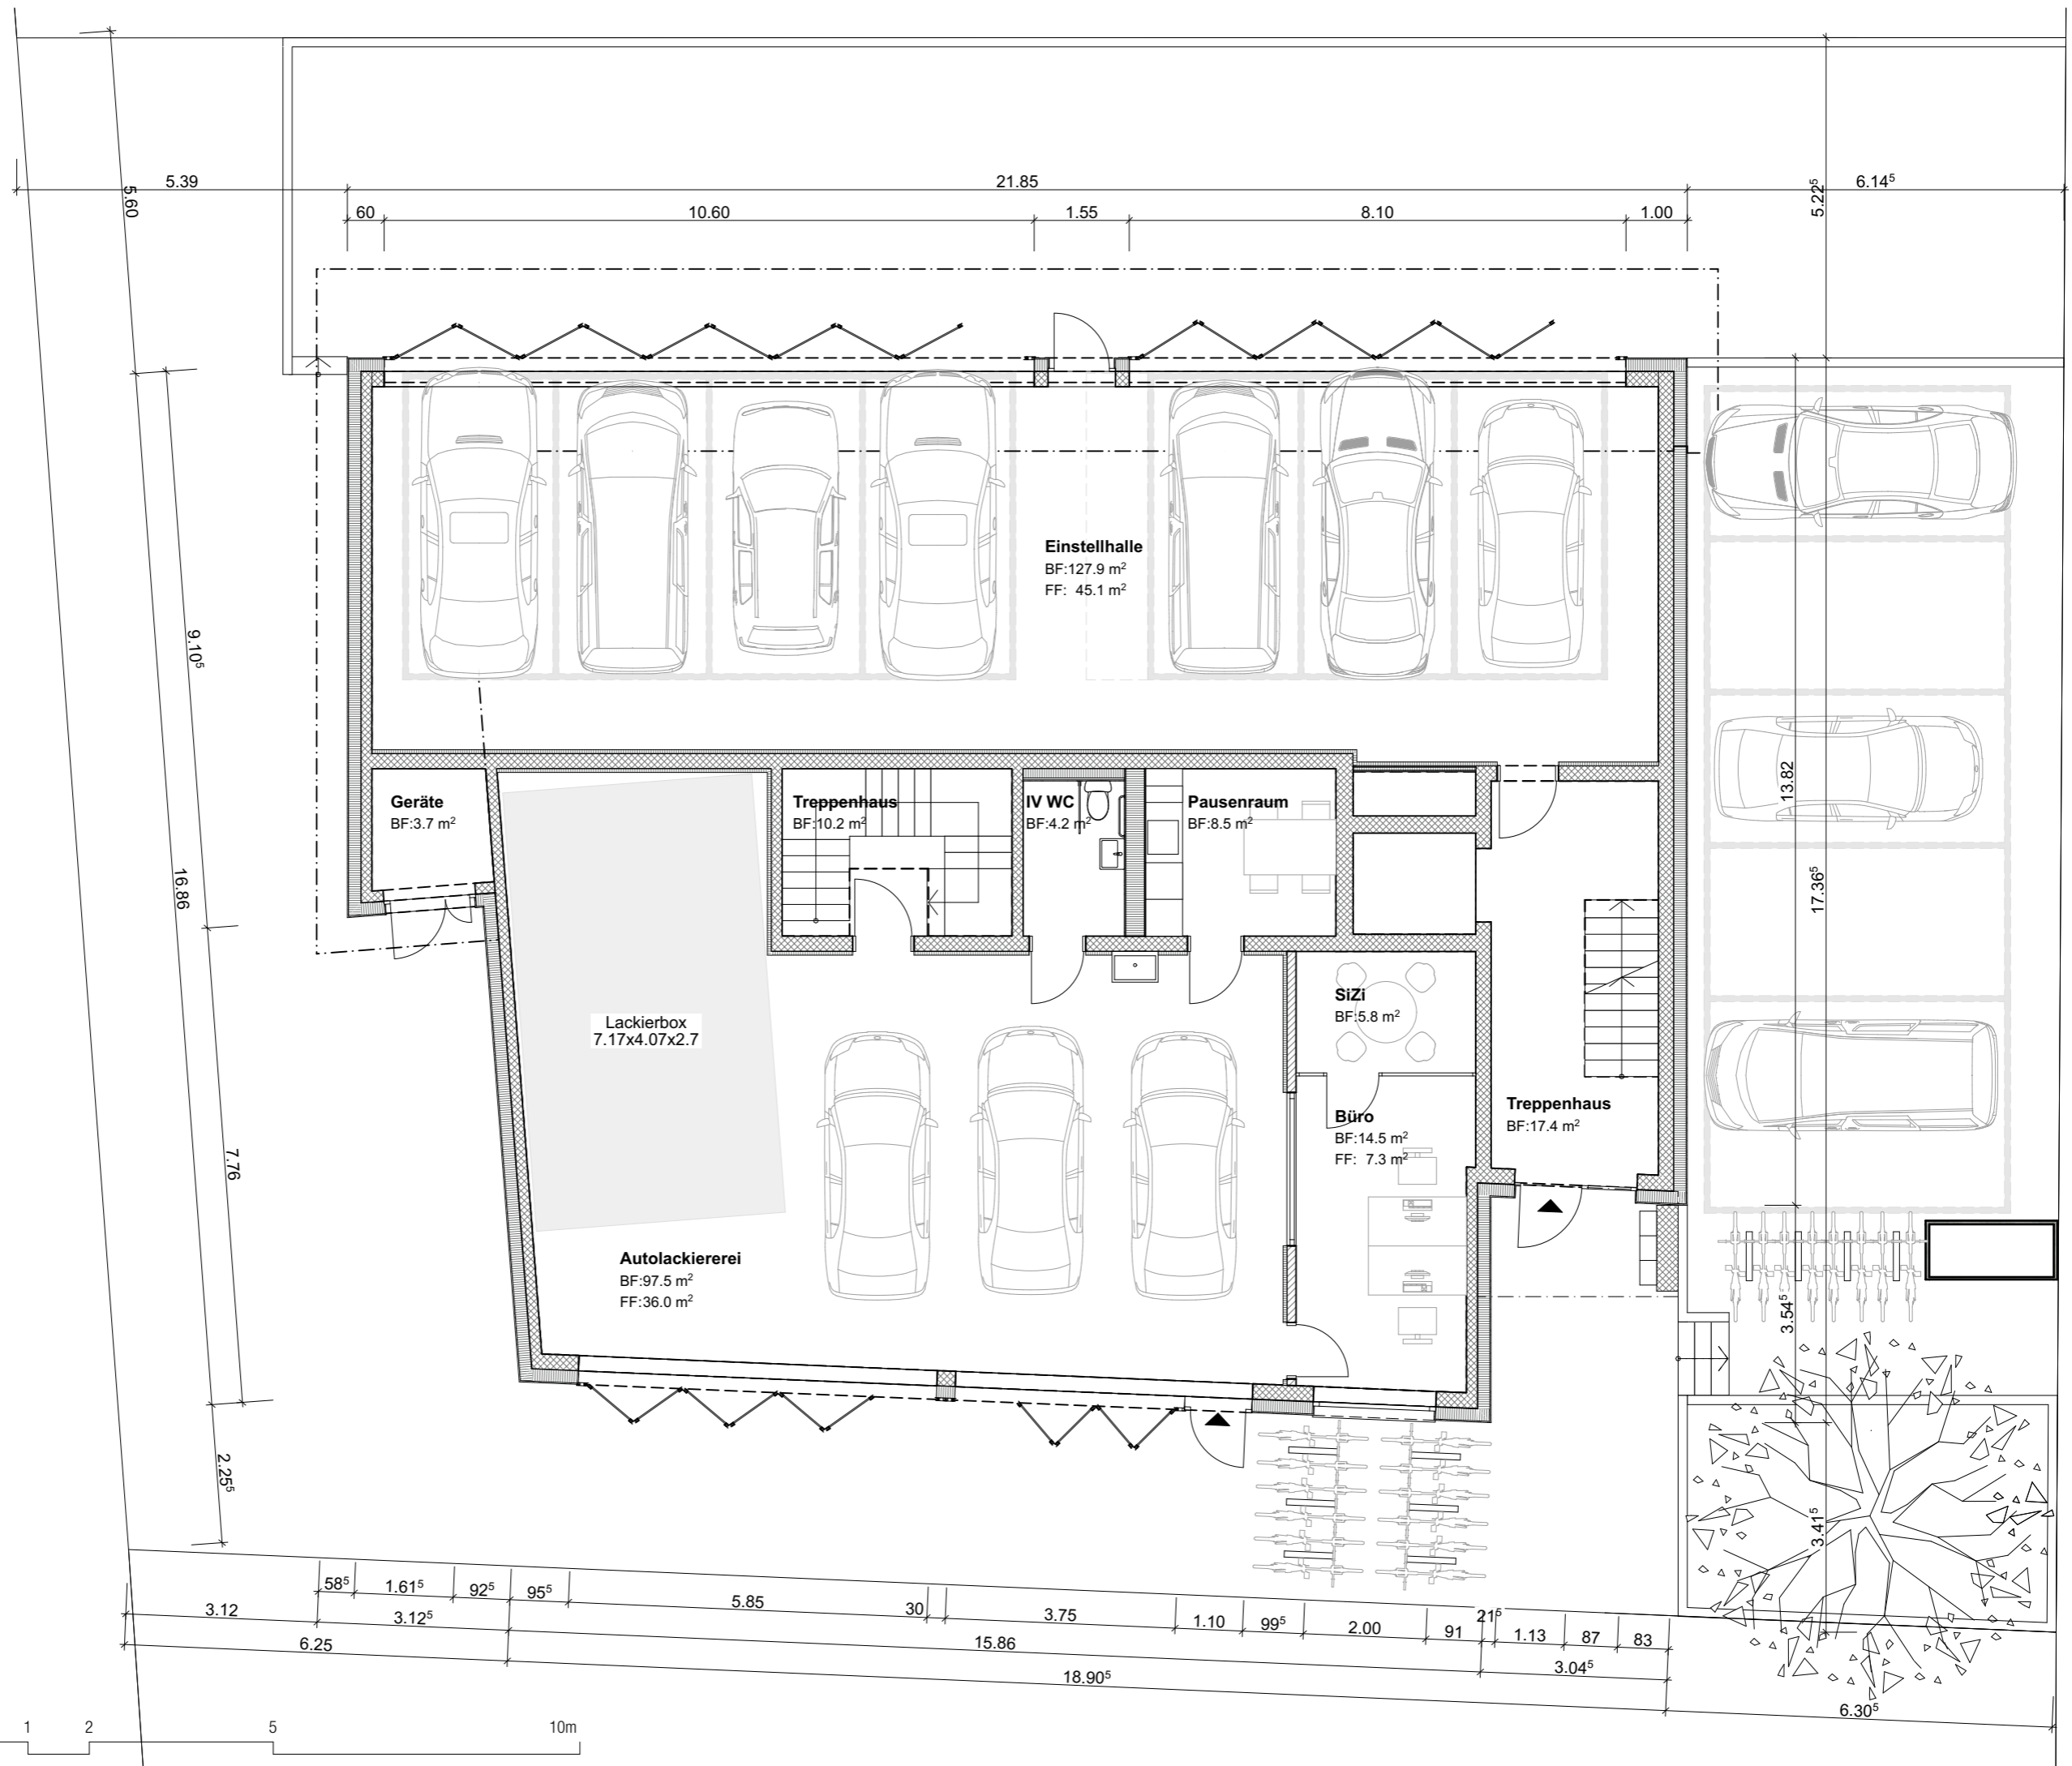 5.39
21.85
6.14⁵
60
10.60
1.55
8.10
1.00
5.60
5.22⁵
Einstellhalle
BF:127.9 m²
FF: 45.1 m²
9.10⁵
16.86
7.76
2.25⁵
13.82
17.36⁵
3.54⁵
3.41⁵
Geräte
BF:3.7 m²
Treppenhaus
BF:10.2 m²
IV WC
BF:4.2 m²
Pausenraum
BF:8.5 m²
Lackierbox
7.17x4.07x2.7
SiZi
BF:5.8 m²
Büro
BF:14.5 m²
FF: 7.3 m²
Treppenhaus
BF:17.4 m²
Autolackiererei
BF:97.5 m²
FF:36.0 m²
58⁵
1.61⁵
92⁵
95⁵
5.85
30
3.75
1.10
99⁵
2.00
91
21⁵
1.13
87
83
3.12
3.12⁵
6.25
15.86
3.04⁵
18.90⁵
6.30⁵
1
2
5
10m